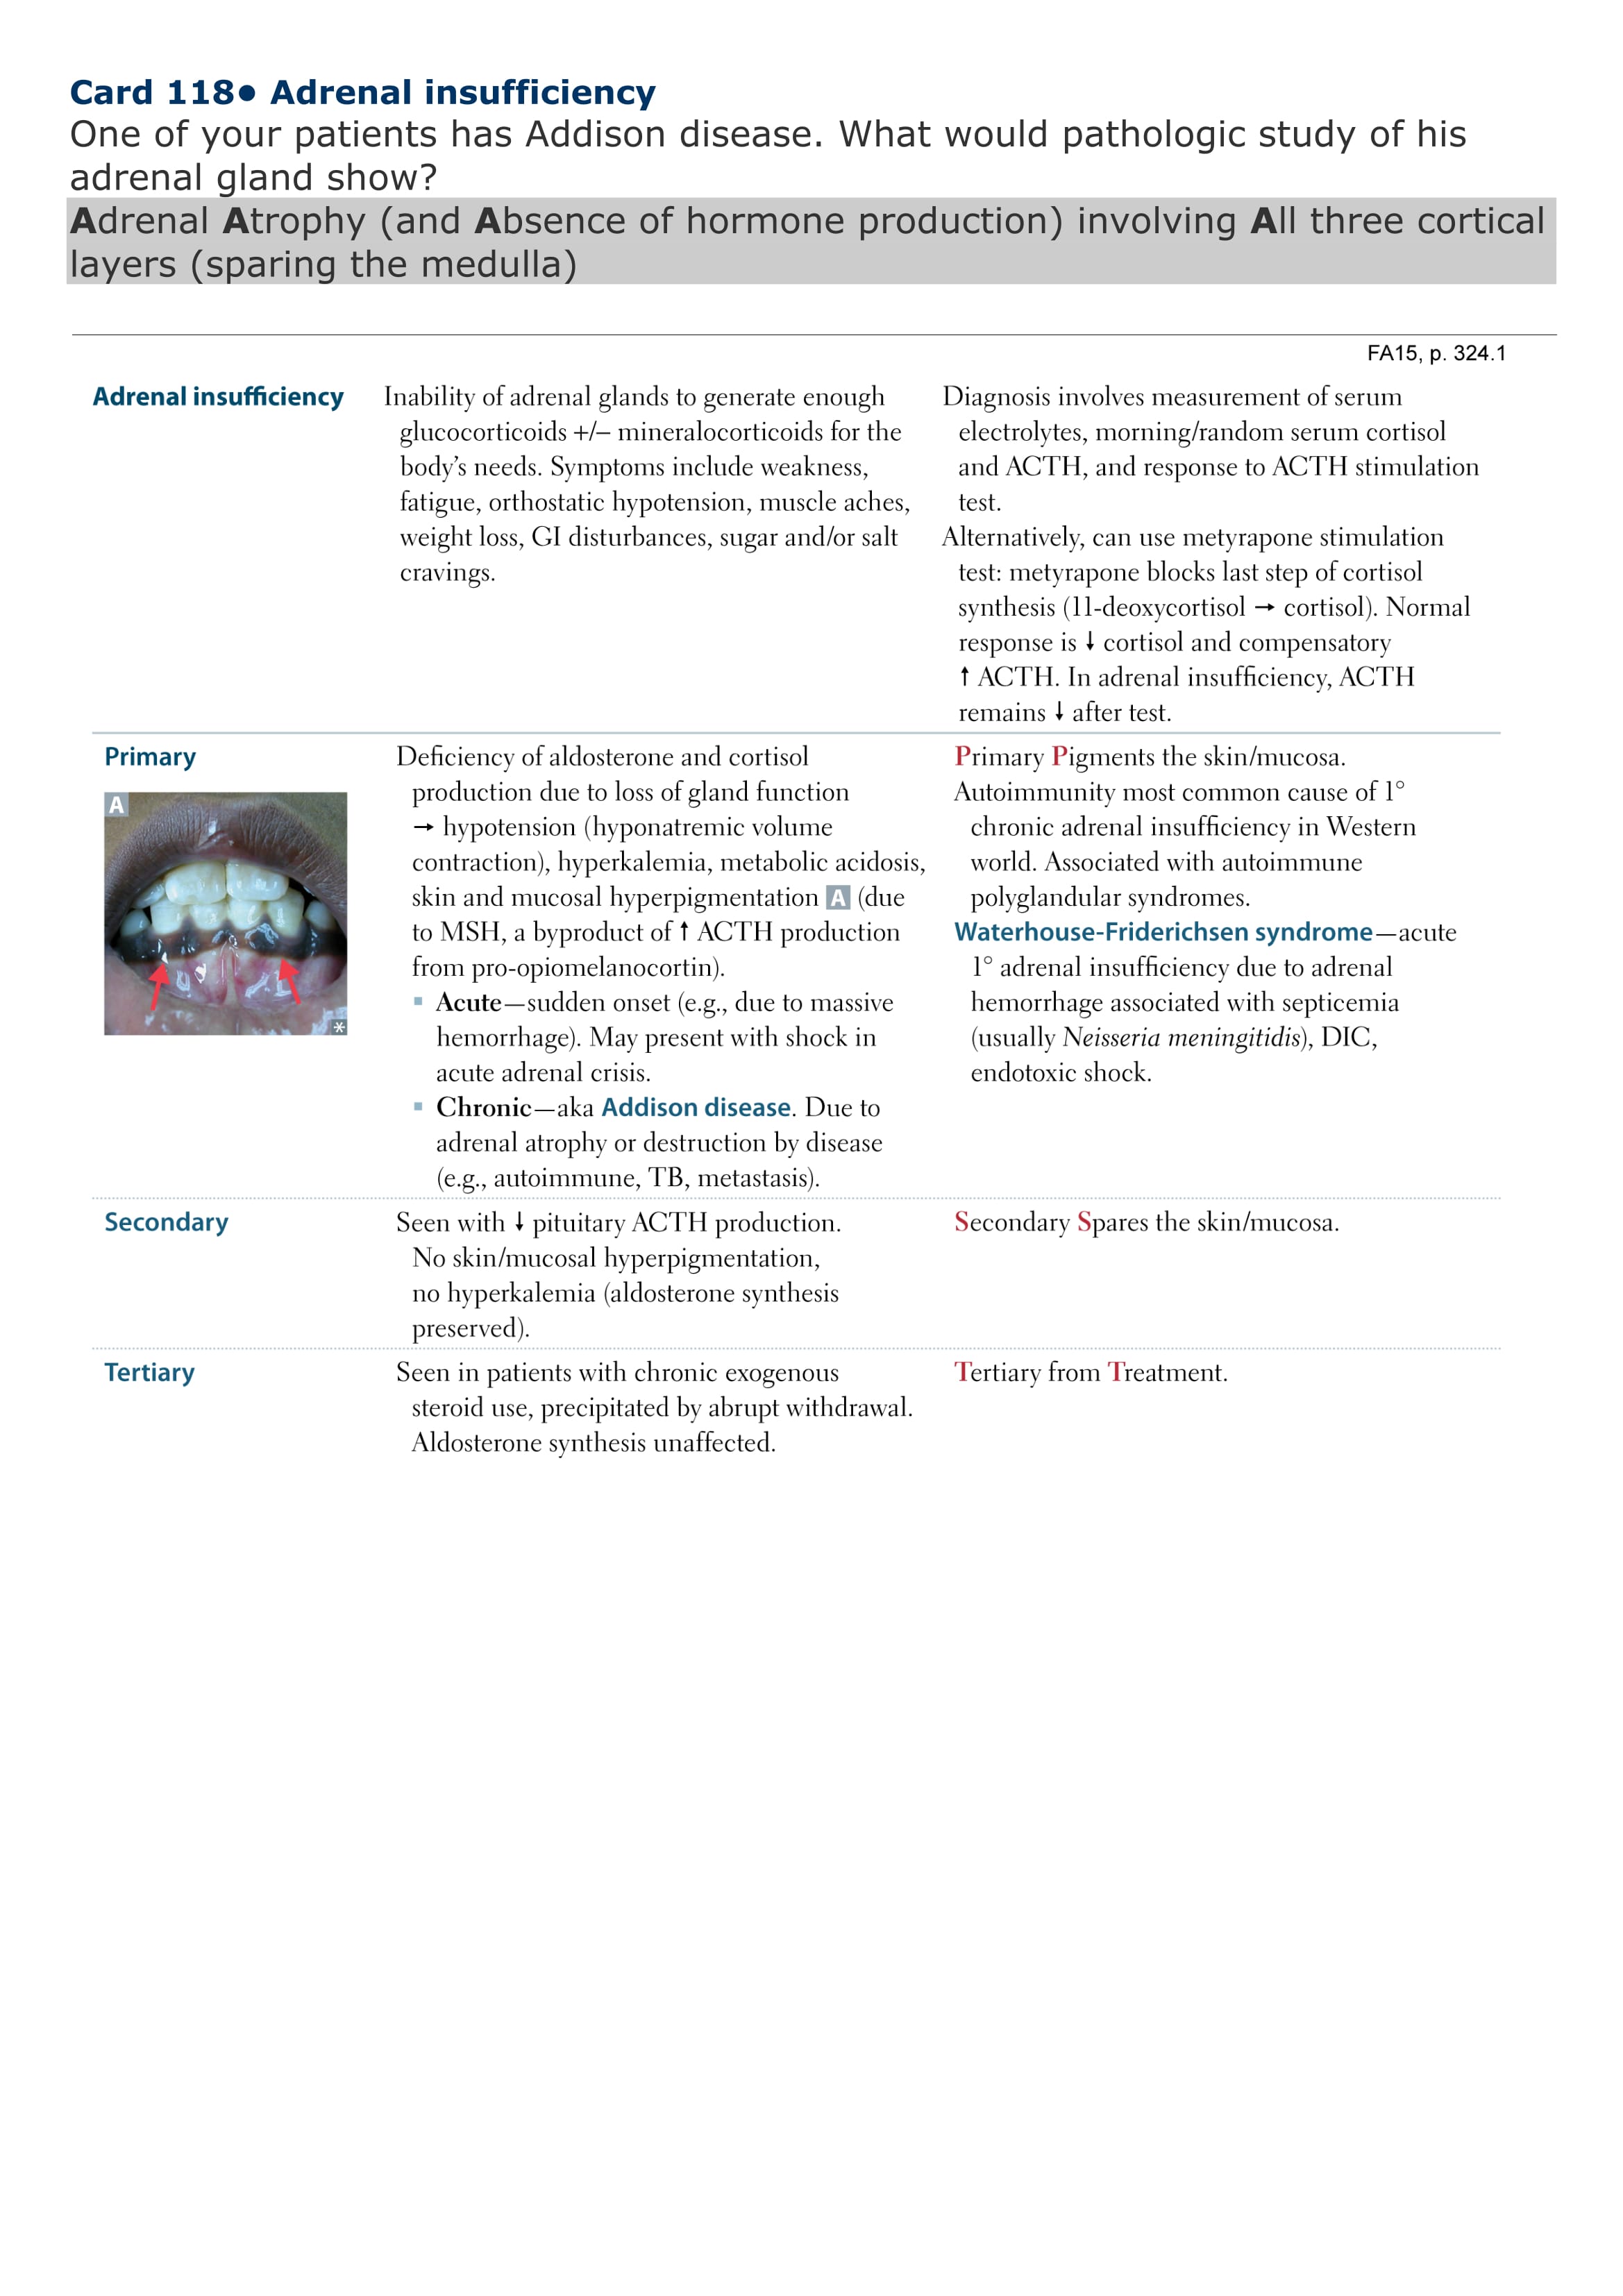 Card 118● Adrenal insufficiency
One of your patients has Addison disease. What would pathologic study of his
adrenal gland show?
Adrenal Atrophy (and Absence of hormone production) involving All three cortical
layers (sparing the medulla)
FA15, p. 324.1
Adrenal insufficiency
Inability of adrenal glands to generate enough
glucocorticoids +/− mineralocorticoids for the
body’s needs. Symptoms include weakness,
fatigue, orthostatic hypotension, muscle aches,
weight loss, GI disturbances, sugar and/or salt
cravings.
Diagnosis involves measurement of serum
electrolytes, morning/random serum cortisol
and ACTH, and response to ACTH stimulation
test.
Alternatively, can use metyrapone stimulation
test: metyrapone blocks last step of cortisol
synthesis (11-deoxycortisol → cortisol). Normal
response is ↓ cortisol and compensatory
↑ ACTH. In adrenal insufficiency, ACTH
remains ↓ after test.
Primary
A
*
Deficiency of aldosterone and cortisol
production due to loss of gland function
→ hypotension (hyponatremic volume
contraction), hyperkalemia, metabolic acidosis,
skin and mucosal hyperpigmentation A (due
to MSH, a byproduct of ↑ ACTH production
from pro-opiomelanocortin).
▪ Acute—sudden onset (e.g., due to massive
hemorrhage). May present with shock in
acute adrenal crisis.
▪ Chronic—aka Addison disease. Due to
adrenal atrophy or destruction by disease
(e.g., autoimmune, TB, metastasis).
Primary Pigments the skin/mucosa.
Autoimmunity most common cause of 1°
chronic adrenal insufficiency in Western
world. Associated with autoimmune
polyglandular syndromes.
Waterhouse-Friderichsen syndrome—acute
1° adrenal insufficiency due to adrenal
hemorrhage associated with septicemia
(usually Neisseria meningitidis), DIC,
endotoxic shock.
Secondary
Seen with ↓ pituitary ACTH production.
No skin/mucosal hyperpigmentation,
no hyperkalemia (aldosterone synthesis
preserved).
Secondary Spares the skin/mucosa.
Tertiary
Seen in patients with chronic exogenous
steroid use, precipitated by abrupt withdrawal.
Aldosterone synthesis unaffected.
Tertiary from Treatment.